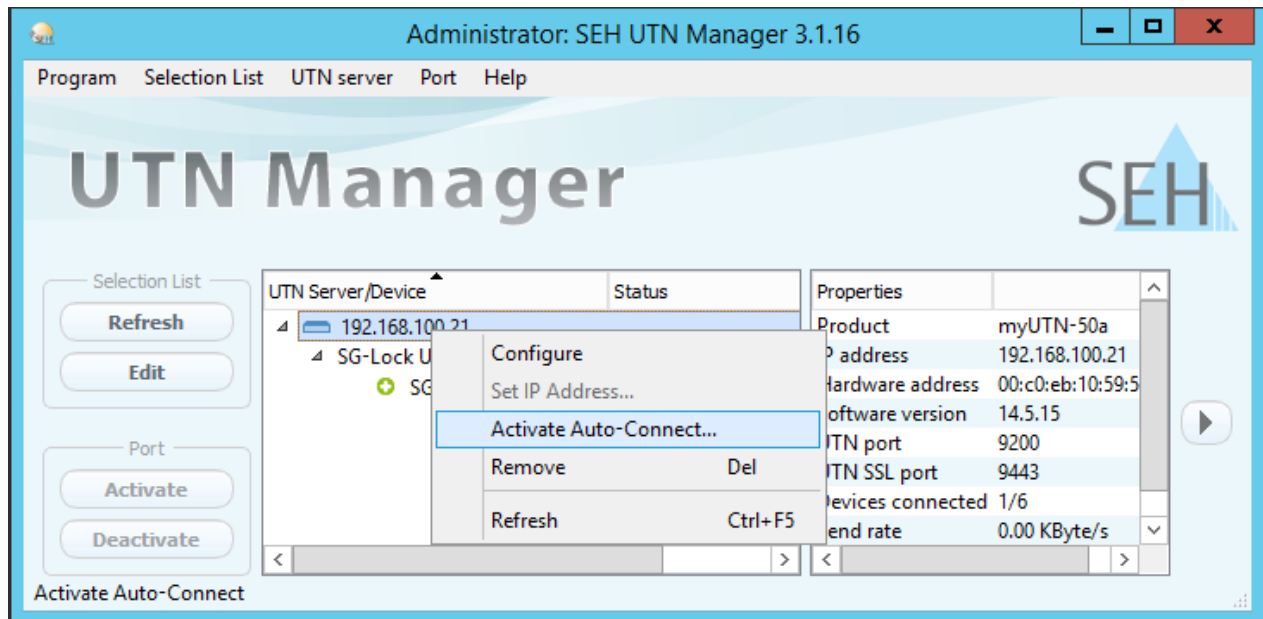 SEH
Administrator: SEH UTN Manager 3.1.16
Program Selection List UTN server Port Help
UTN Manager
SEH
Selection List
Refresh
Edit
Port
Activate
Deactivate
UTN Server/Device Status
192.168.100.21
SG-Lock U
SG
Configure
Set IP Address...
Activate Auto-Connect...
Remove Del
Refresh Ctrl+F5
Properties
Product myUTN-50a
P address 192.168.100.21
Hardware address 00:c0:eb:10:59:5
oftware version 14.5.15
UTN port 9200
UTN SSL port 9443
Devices connected 1/6
end rate 0.00 KByte/s
Activate Auto-Connect